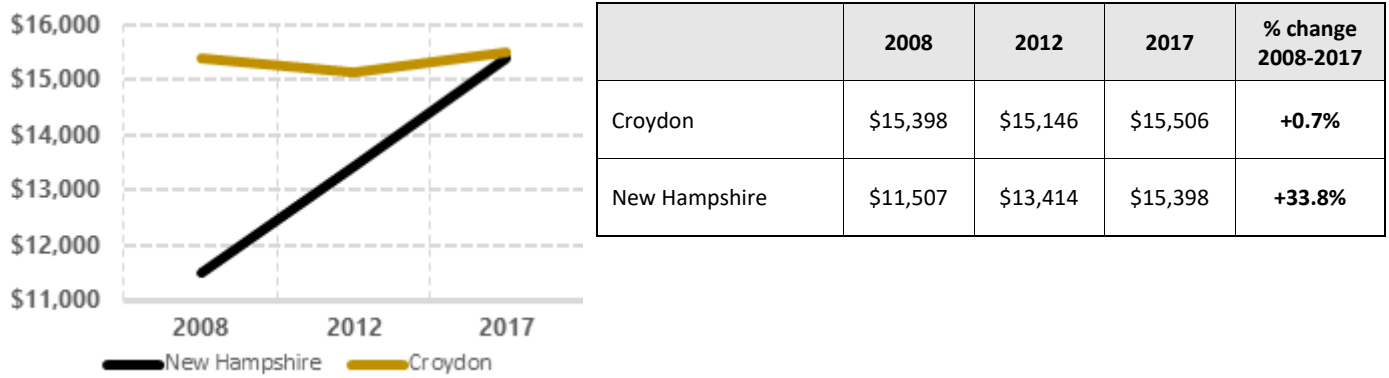 $16,000
$15,000
$14,000
$13,000
$12,000
$11,000
2008 2012 2017
New Hampshire Croydon
2008 2012 2017 % change
2008-2017
Croydon $15,398 $15,146 $15,506 +0.7%
New Hampshire $11,507 $13,414 $15,398 +33.8%